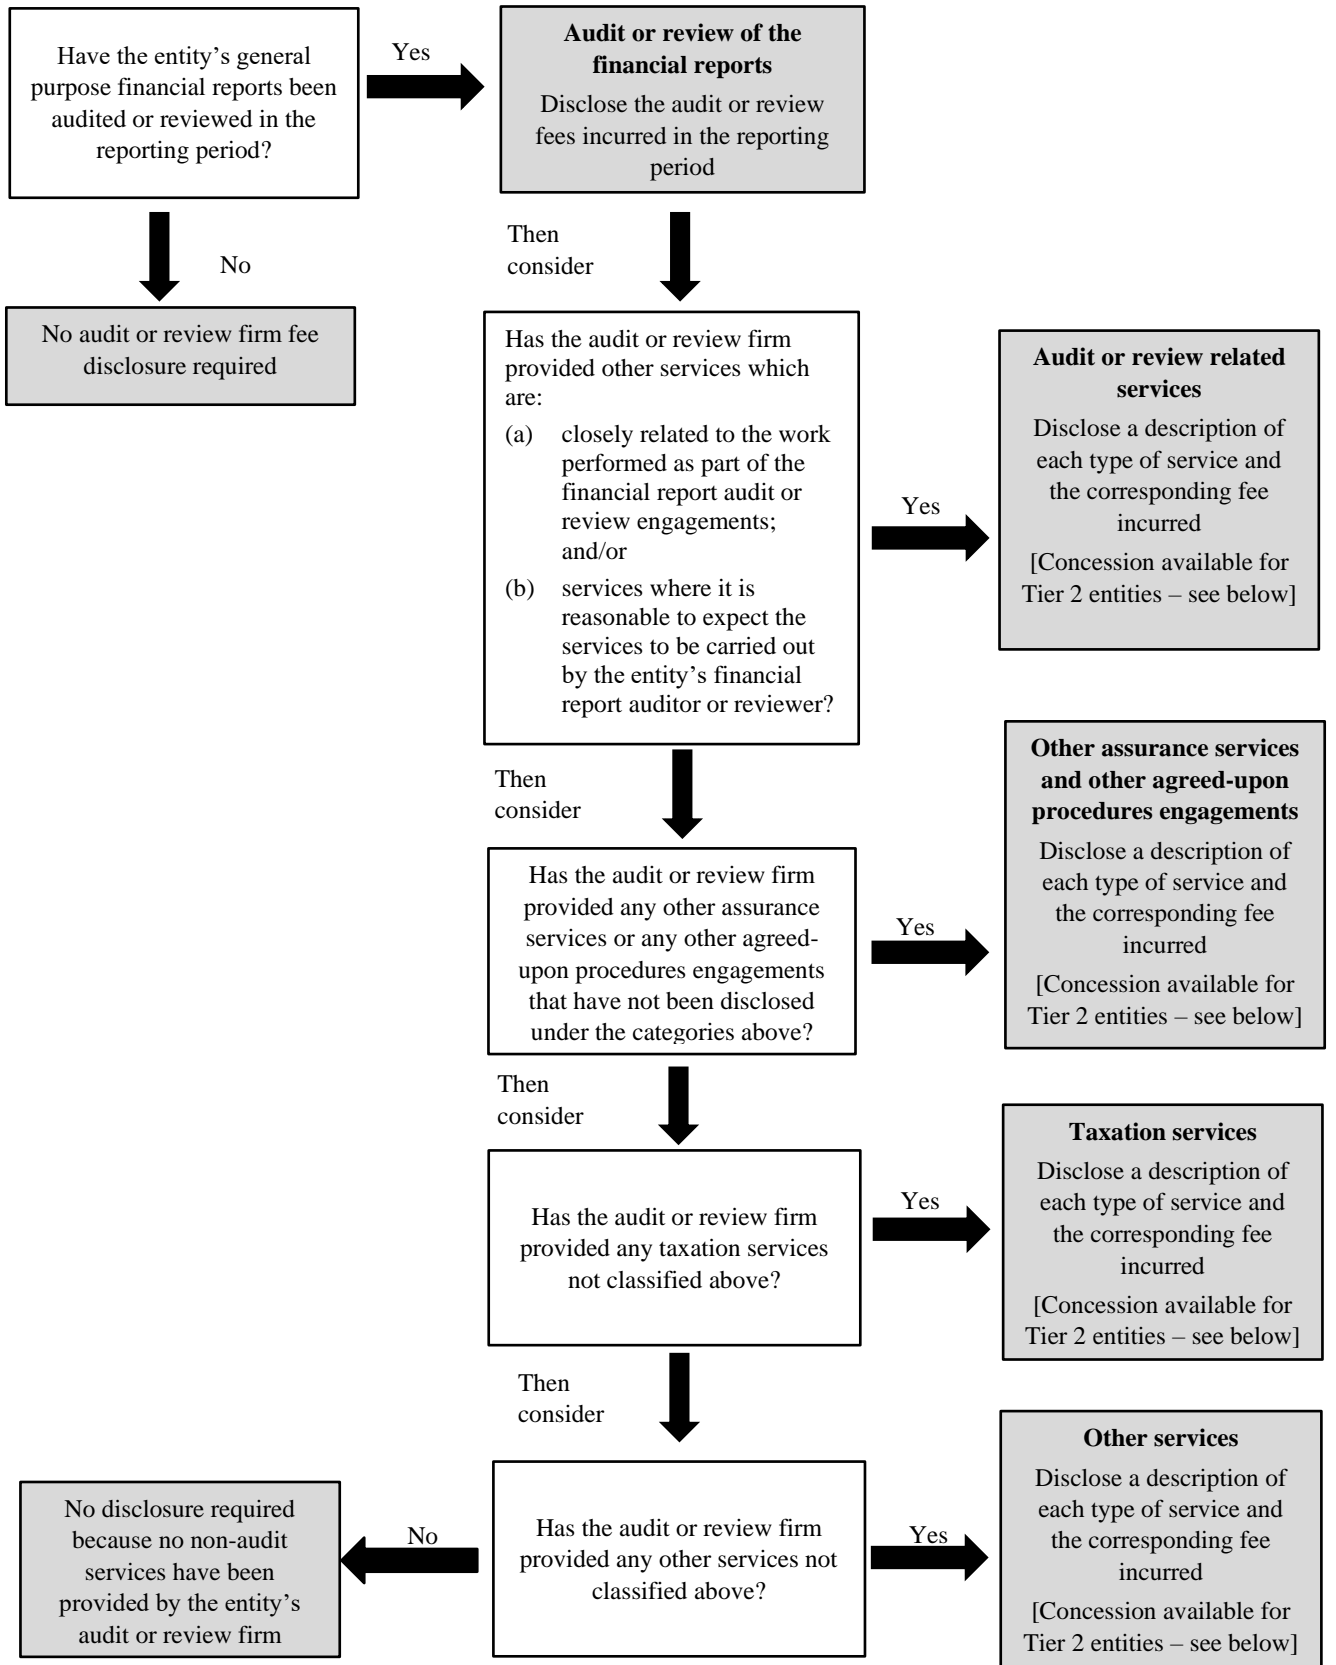 Have the entity’s general
purpose financial reports been
audited or reviewed in the
reporting period?
Yes
Audit or review of the
financial reports
Disclose the audit or review
fees incurred in the reporting
period
No
No audit or review firm fee
disclosure required
Then
consider
Has the audit or review firm
provided other services which
are:
(a) closely related to the work
performed as part of the
financial report audit or
review engagements;
and/or
(b) services where it is
reasonable to expect the
services to be carried out
by the entity’s financial
report auditor or reviewer?
Yes
Audit or review related
services
Disclose a description of
each type of service and
the corresponding fee
incurred
[Concession available for
Tier 2 entities – see below]
Then
consider
Has the audit or review firm
provided any other assurance
services or any other agreed-
upon procedures engagements
that have not been disclosed
under the categories above?
Yes
Other assurance services
and other agreed-upon
procedures engagements
Disclose a description of
each type of service and
the corresponding fee
incurred
[Concession available for
Tier 2 entities – see below]
Then
consider
Has the audit or review firm
provided any taxation services
not classified above?
Yes
Taxation services
Disclose a description of
each type of service and
the corresponding fee
incurred
[Concession available for
Tier 2 entities – see below]
Then
consider
Has the audit or review firm
provided any other services not
classified above?
Yes
Other services
Disclose a description of
each type of service and
the corresponding fee
incurred
[Concession available for
Tier 2 entities – see below]
No
No disclosure required
because no non-audit
services have been
provided by the entity’s
audit or review firm